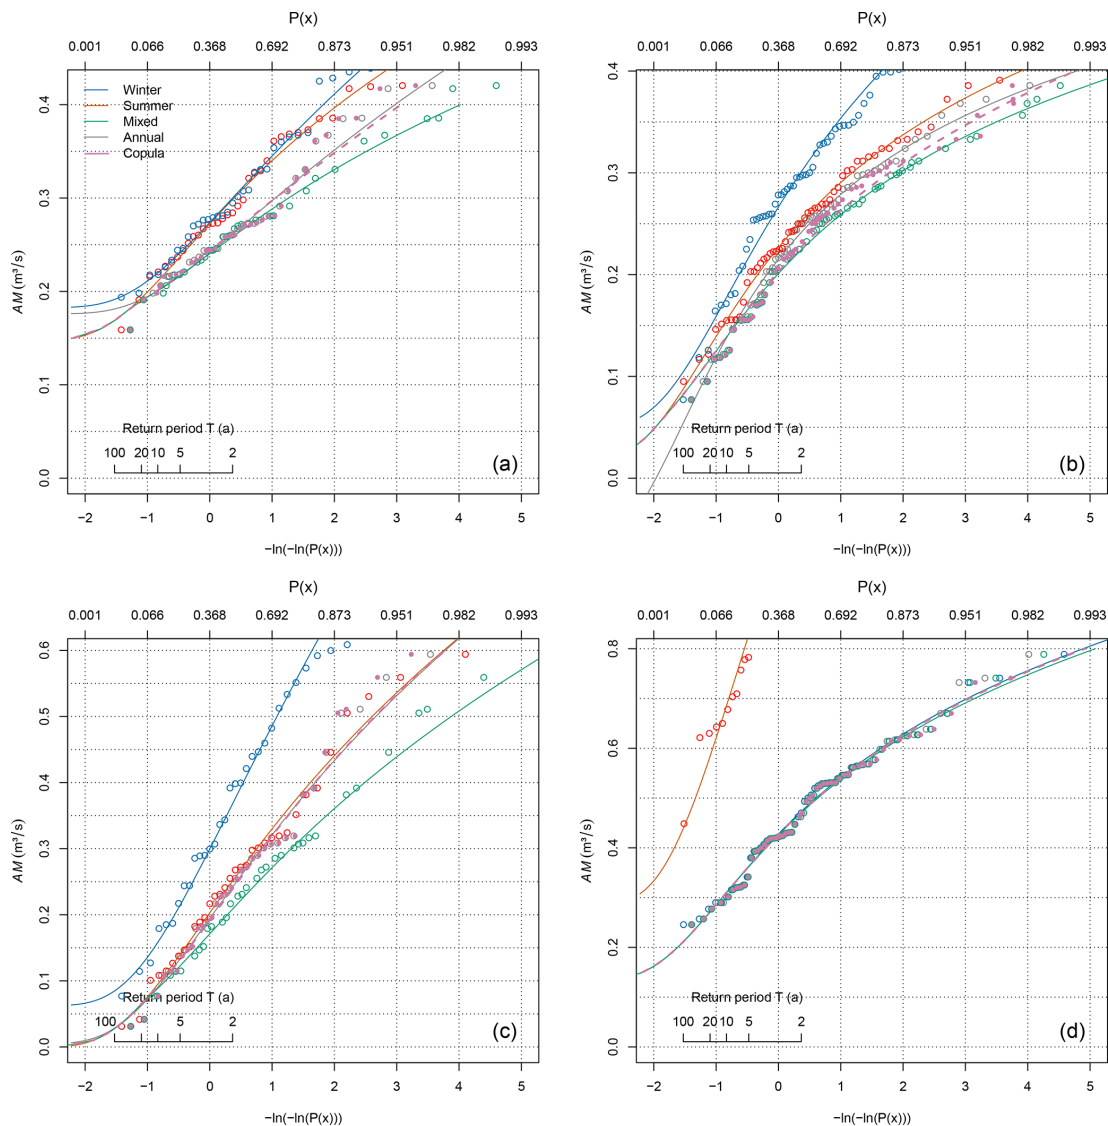 P(x)
0.001 0.066 0.368 0.692 0.873 0.951 0.982 0.993
Winter
Summer
Mixed
Annual
Copula
AM (m³/s)
0.4
0.3
0.2
0.1
0.0
Return period T (a)
100 20 10 5 2
(a)
−2 −1 0 1 2 3 4 5
−ln(−ln(P(x)))
P(x)
0.001 0.066 0.368 0.692 0.873 0.951 0.982 0.993
AM (m³/s)
0.4
0.3
0.2
0.1
0.0
Return period T (a)
100 20 10 5 2
(b)
−2 −1 0 1 2 3 4 5
−ln(−ln(P(x)))
P(x)
0.001 0.066 0.368 0.692 0.873 0.951 0.982 0.993
AM (m³/s)
0.6
0.5
0.4
0.3
0.2
0.1
0.0
Return period T (a)
100 5 2
(c)
−2 −1 0 1 2 3 4 5
−ln(−ln(P(x)))
P(x)
0.001 0.066 0.368 0.692 0.873 0.951 0.982 0.993
AM (m³/s)
0.8
0.6
0.4
0.2
0.0
Return period T (a)
100 20 10 5 2
(d)
−2 −1 0 1 2 3 4 5
−ln(−ln(P(x)))